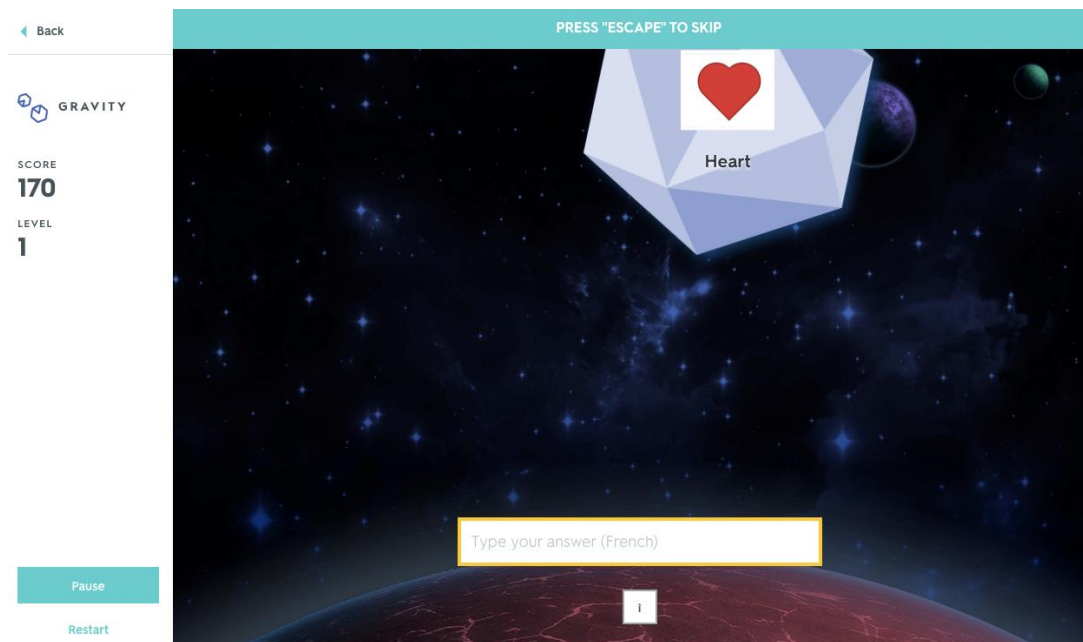 Back
PRESS "ESCAPE" TO SKIP
GRAVITY
SCORE
170
LEVEL
1
Heart
Type your answer (French)
î
Pause
Restart